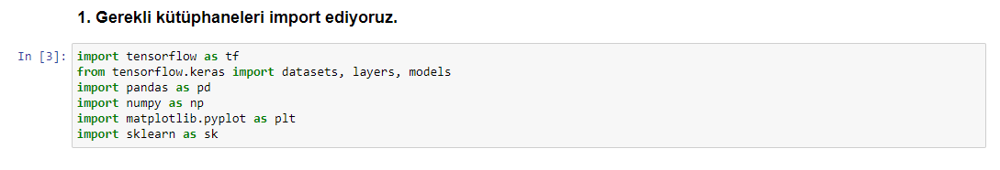 1. Gerekli kütüphaneleri import ediyoruz.
In [3]: import tensorflow as tf
from tensorflow.keras import datasets, layers, models
import pandas as pd
import numpy as np
import matplotlib.pyplot as plt
import sklearn as sk